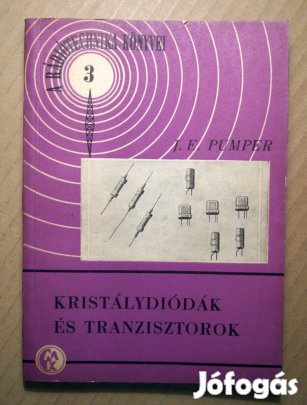 A RÁDIÓTECHNIKA KÖNYVEI
3
J. E. PUMPER
KRISTÁLYDIÓDÁK
ÉS TRANZISZTOROK
MK
Jófogás